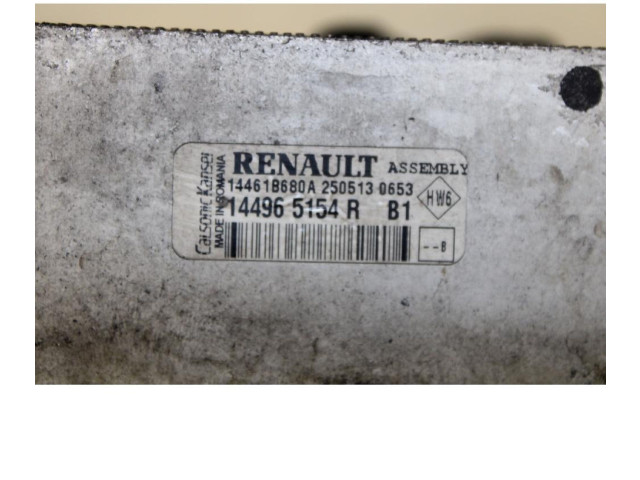 RENAULT ASSEMBLY
14461B680A 250513 0653
14496 5154 R B1
HW6
--B
Calsonic Kansei
MADE IN ROMANIA